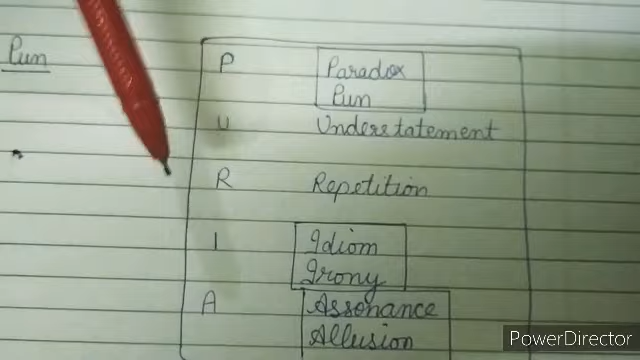 Pun
P Paradox
Pun
U Understatement
R Repetition
I Idiom
Irony
A Assonance
Allusion
PowerDirector